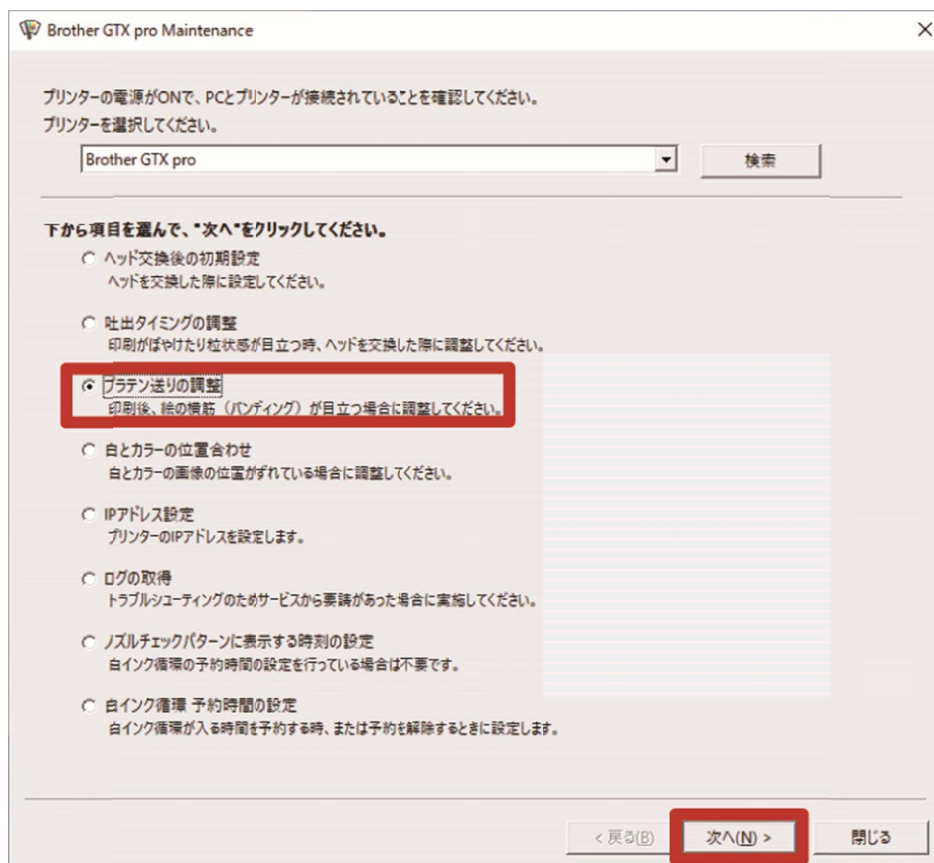 Brother GTX pro Maintenance
プリンターの電源がONで、PCとプリンターが接続されていることを確認してください。
プリンターを選択してください。
Brother GTX pro
検索
下から項目を選んで、"次へ"をクリックしてください。
ヘッド交換後の初期設定
ヘッドを交換した際に設定してください。
吐出タイミングの調整
印刷がぼやけたり粒状感が目立つ時、ヘッドを交換した際に調整してください。
プラテン送りの調整
印刷後、絵の横筋（バンディング）が目立つ場合に調整してください。
白とカラーの位置合わせ
白とカラーの画像の位置がずれている場合に調整してください。
IPアドレス設定
プリンターのIPアドレスを設定します。
ログの取得
トラブルシューティングのためサービスから要請があった場合に実施してください。
ノズルチェックパターンに表示する時刻の設定
白インク循環の予約時間の設定を行っている場合は不要です。
白インク循環 予約時間の設定
白インク循環が入る時間を予約する時、または予約を解除するときに設定します。
< 戻る(B)
次へ(N) >
閉じる